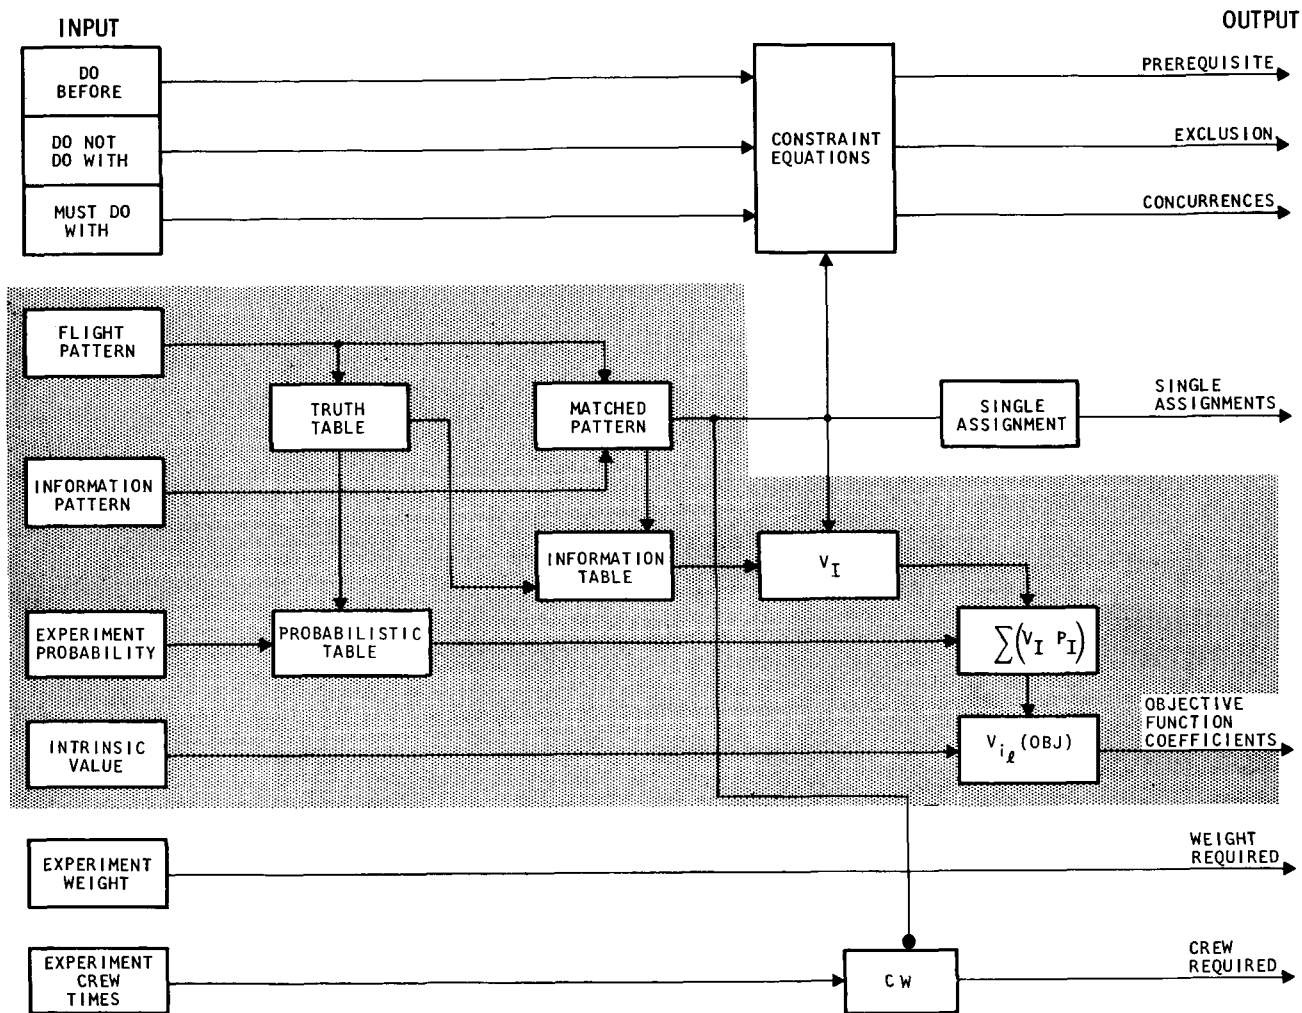 INPUT
OUTPUT
DO
BEFORE
DO NOT
DO WITH
MUST DO
WITH
CONSTRAINT
EQUATIONS
PREREQUISITE
EXCLUSION
CONCURRENCES
FLIGHT
PATTERN
TRUTH
TABLE
MATCHED
PATTERN
SINGLE
ASSIGNMENT
SINGLE
ASSIGNMENTS
INFORMATION
PATTERN
INFORMATION
TABLE
V_I
EXPERIMENT
PROBABILITY
PROBABILISTIC
TABLE
∑(V_I P_I)
INTRINSIC
VALUE
V_iℓ(OBJ)
OBJECTIVE
FUNCTION
COEFFICIENTS
EXPERIMENT
WEIGHT
WEIGHT
REQUIRED
EXPERIMENT
CREW
TIMES
CW
CREW
REQUIRED